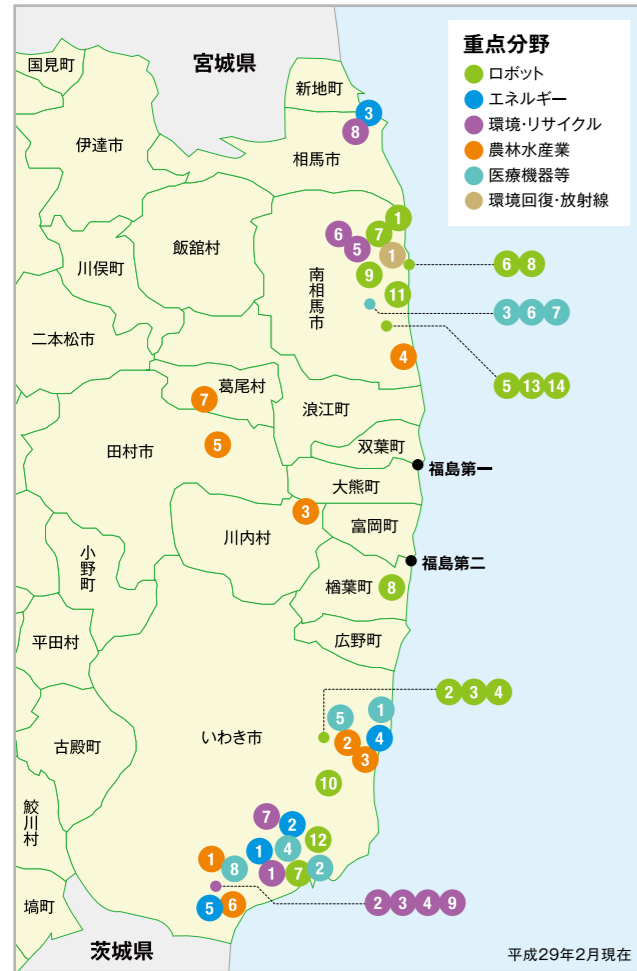 宮城県
国見町
新地町
伊達市
相馬市
3
8
重点分野
ロボット
エネルギー
環境・リサイクル
農林水産業
医療機器等
環境回復・放射線
飯舘村
川俣町
二本松市
南相馬市
1
6
7
5
1
9
11
4
6 8
3 6 7
5 13 14
葛尾村
7
浪江町
田村市
5
双葉町
福島第一
大熊町
3
川内村
富岡町
福島第二
小野町
楢葉町
8
平田村
広野町
2 3 4
古殿町
いわき市
1
5
2
4
3
10
鮫川村
7
2
12
1
4
1
8
1
7
2
塙町
5
6
2 3 4 9
茨城県
平成29年2月現在